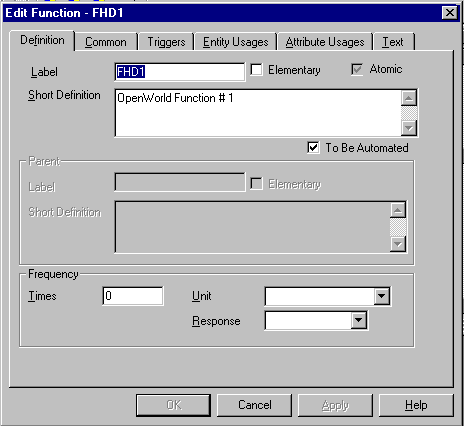 Edit Function - FHD1
Definition Common Triggers Entity Usages Attribute Usages Text
Label FHD1 Elementary Atomic
Short Definition OpenWorld Function # 1
To Be Automated
Parent
Label Elementary
Short Definition
Frequency
Times 0 Unit
Response
OK Cancel Apply Help